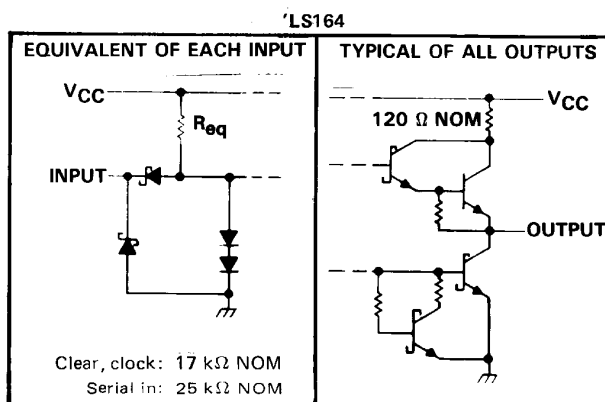 'LS164
EQUIVALENT OF EACH INPUT
VCC
Req
INPUT
Clear, clock: 17 kΩ NOM
Serial in: 25 kΩ NOM
TYPICAL OF ALL OUTPUTS
VCC
120 Ω NOM
OUTPUT